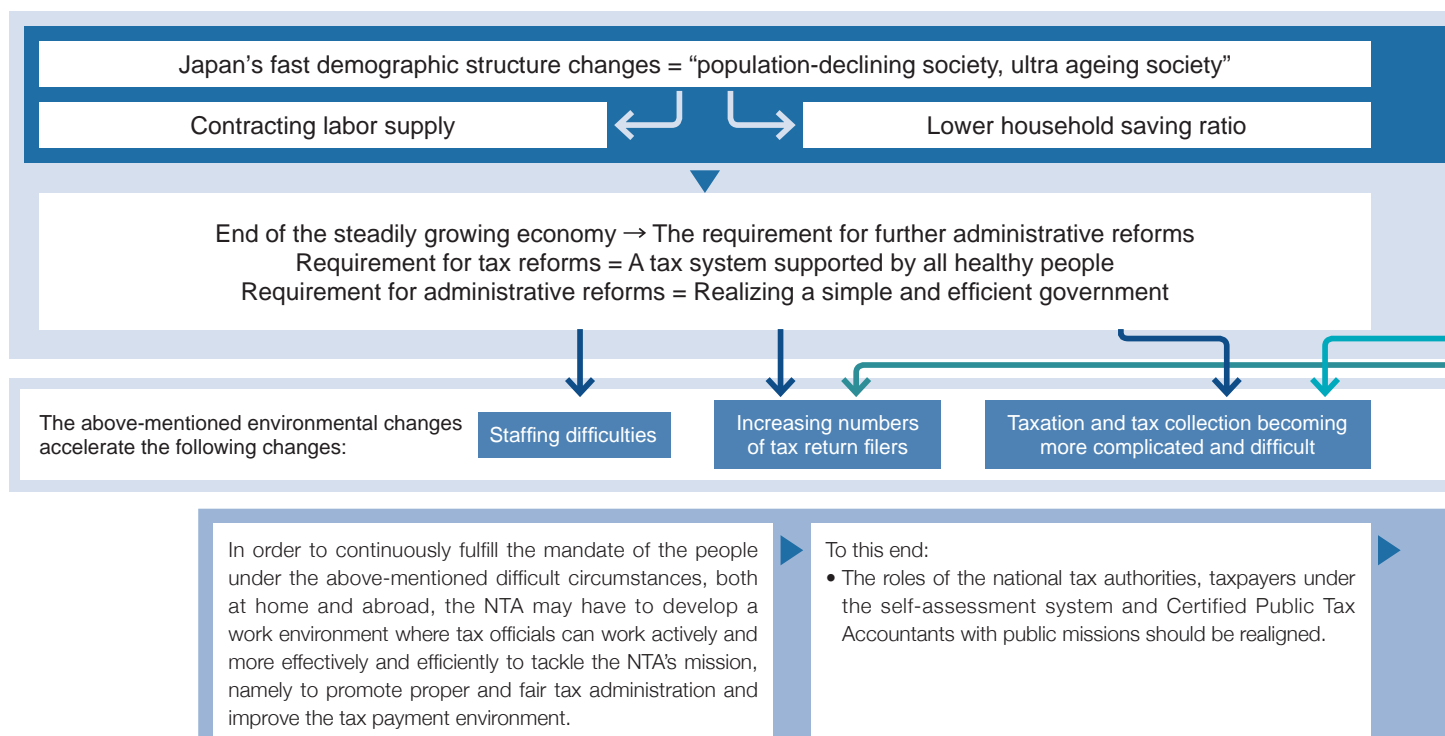 Japan’s fast demographic structure changes = “population-declining society, ultra ageing society”
Contracting labor supply
Lower household saving ratio
End of the steadily growing economy → The requirement for further administrative reforms
Requirement for tax reforms = A tax system supported by all healthy people
Requirement for administrative reforms = Realizing a simple and efficient government
The above-mentioned environmental changes
accelerate the following changes:
Staffing difficulties
Increasing numbers
of tax return filers
Taxation and tax collection becoming
more complicated and difficult
In order to continuously fulfill the mandate of the people
under the above-mentioned difficult circumstances, both
at home and abroad, the NTA may have to develop a
work environment where tax officials can work actively and
more effectively and efficiently to tackle the NTA’s mission,
namely to promote proper and fair tax administration and
improve the tax payment environment.
To this end:
• The roles of the national tax authorities, taxpayers under
the self-assessment system and Certified Public Tax
Accountants with public missions should be realigned.